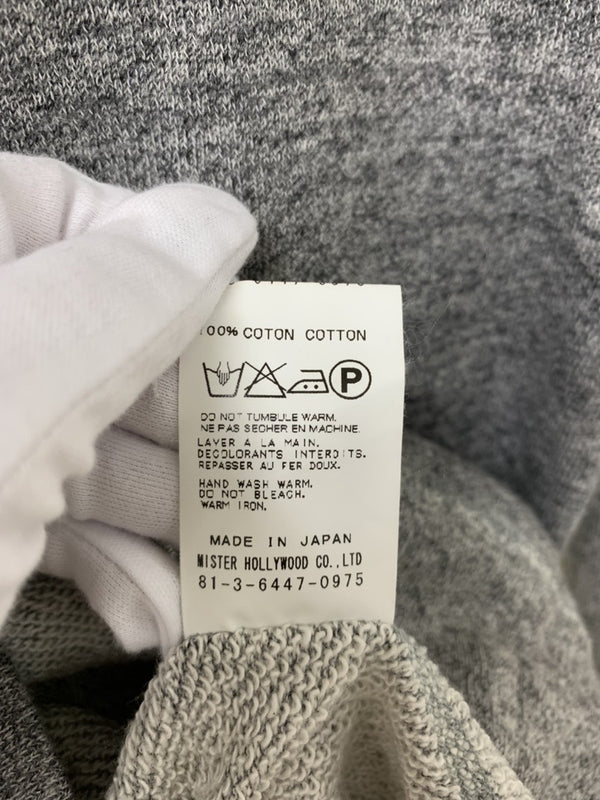 100% COTON COTTON
P
DO NOT TUMBULE WARM.
NE PAS SECHER EN MACHINE.
LAVER A LA MAIN.
DECOLORANTS INTERDITS.
REPASSER AU FER DOUX.
HAND WASH WARM.
DO NOT BLEACH.
WARM IRON.
MADE IN JAPAN
MISTER HOLLYWOOD CO.,LTD
81-3-6447-0975